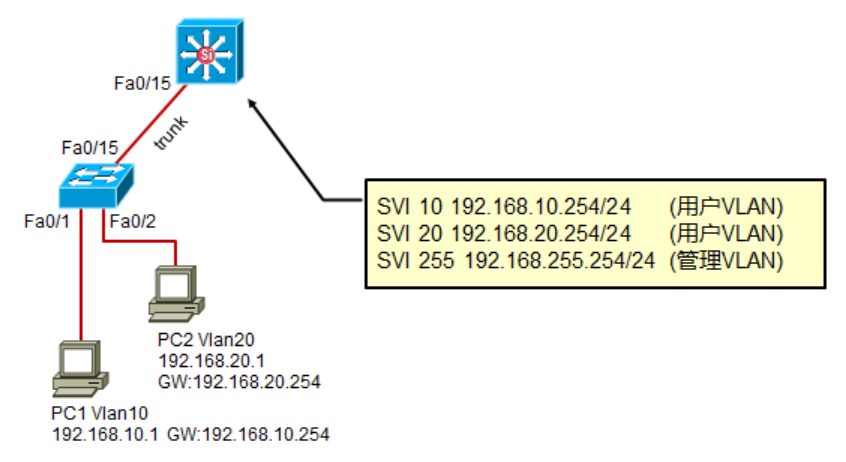 Si
Fa0/15
trunk
Fa0/15
Fa0/1
Fa0/2
SVI 10 192.168.10.254/24 (用户VLAN)
SVI 20 192.168.20.254/24 (用户VLAN)
SVI 255 192.168.255.254/24 (管理VLAN)
PC2 Vlan20
192.168.20.1
GW:192.168.20.254
PC1 Vlan10
192.168.10.1 GW:192.168.10.254